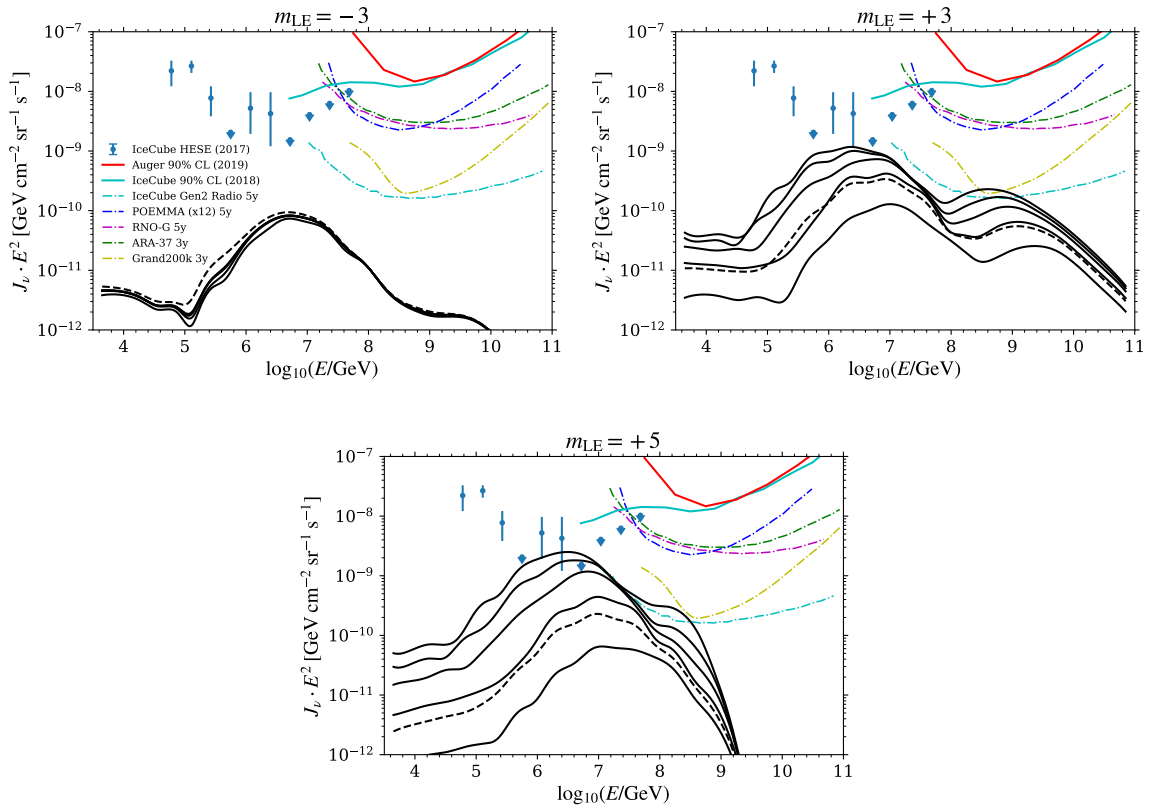 m_LE = −3
10^−7
10^−8
10^−9
10^−10
10^−11
10^−12
J_ν · E^2 [GeV cm^−2 sr^−1 s^−1]
IceCube HESE (2017)
Auger 90% CL (2019)
IceCube 90% CL (2018)
IceCube Gen2 Radio 5y
POEMMA (x12) 5y
RNO-G 5y
ARA-37 3y
Grand200k 3y
4 5 6 7 8 9 10 11
log_10(E/GeV)
m_LE = +3
10^−7
10^−8
10^−9
10^−10
10^−11
10^−12
J_ν · E^2 [GeV cm^−2 sr^−1 s^−1]
4 5 6 7 8 9 10 11
log_10(E/GeV)
m_LE = +5
10^−7
10^−8
10^−9
10^−10
10^−11
10^−12
J_ν · E^2 [GeV cm^−2 sr^−1 s^−1]
4 5 6 7 8 9 10 11
log_10(E/GeV)